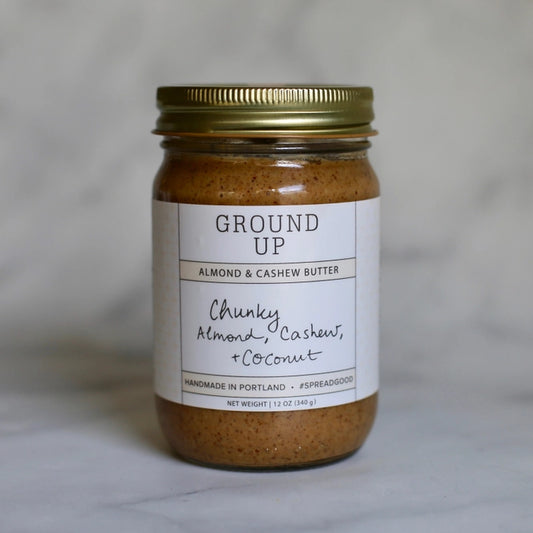 GROUND
UP
ALMOND & CASHEW BUTTER
Chunky
Almond, Cashew,
+ Coconut
HANDMADE IN PORTLAND • #SPREADGOOD
NET WEIGHT | 12 OZ (340 g)